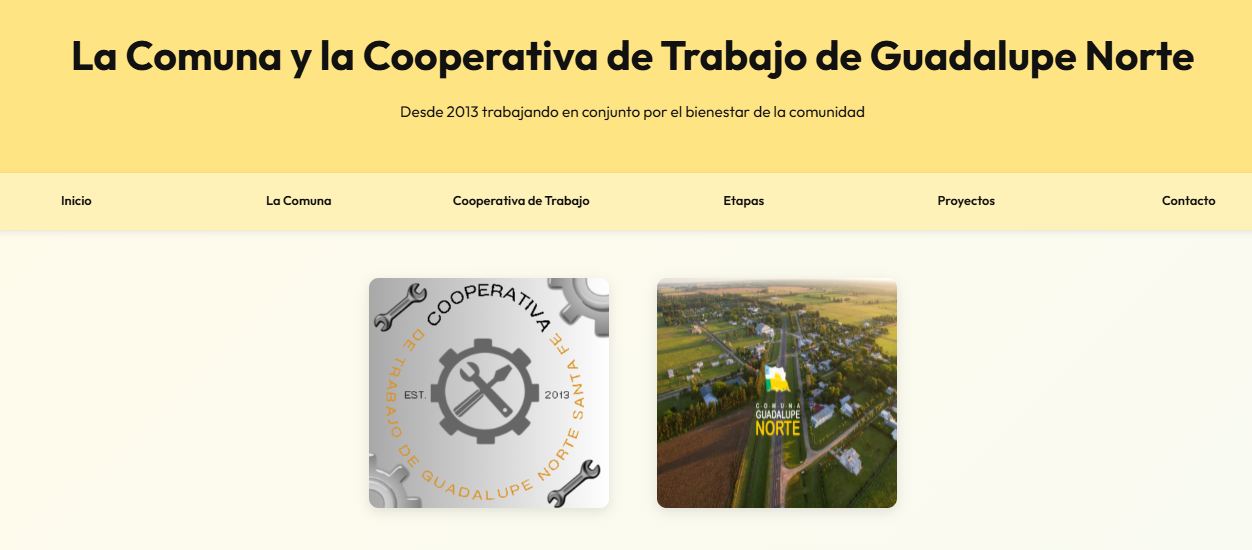 La Comuna y la Cooperativa de Trabajo de Guadalupe Norte
Desde 2013 trabajando en conjunto por el bienestar de la comunidad
Inicio
La Comuna
Cooperativa de Trabajo
Etapas
Proyectos
Contacto
COOPERATIVA
DE TRABAJO DE GUADALUPE NORTE SANTA FE
EST. 2013
COMUNA
GUADALUPE
NORTE